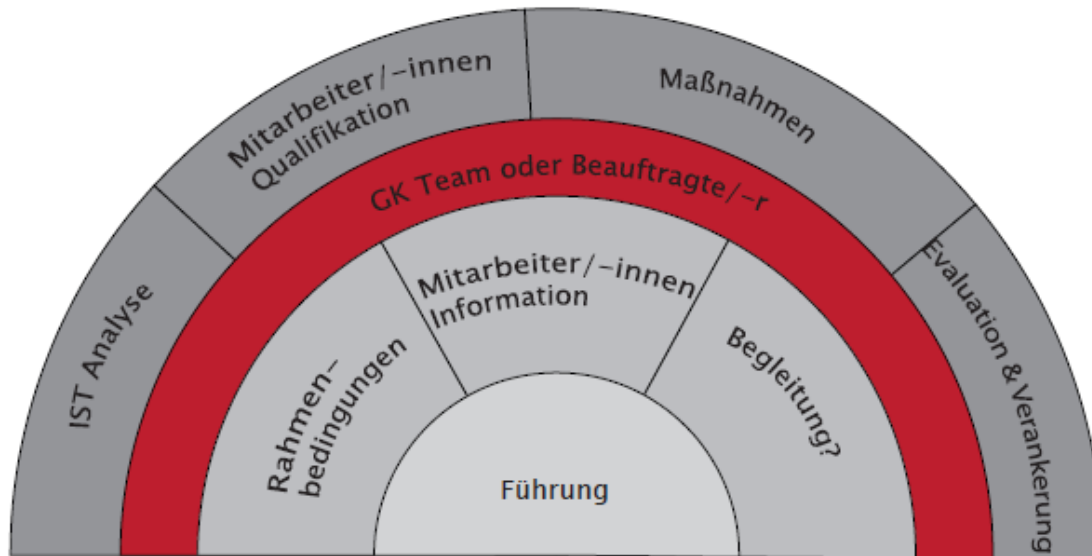 IST Analyse
Mitarbeiter/-innen
Qualifikation
Maßnahmen
Evaluation & Verankerung
GK Team oder Beauftragte/-r
Rahmen-
bedingungen
Mitarbeiter/-innen
Information
Begleitung?
Führung